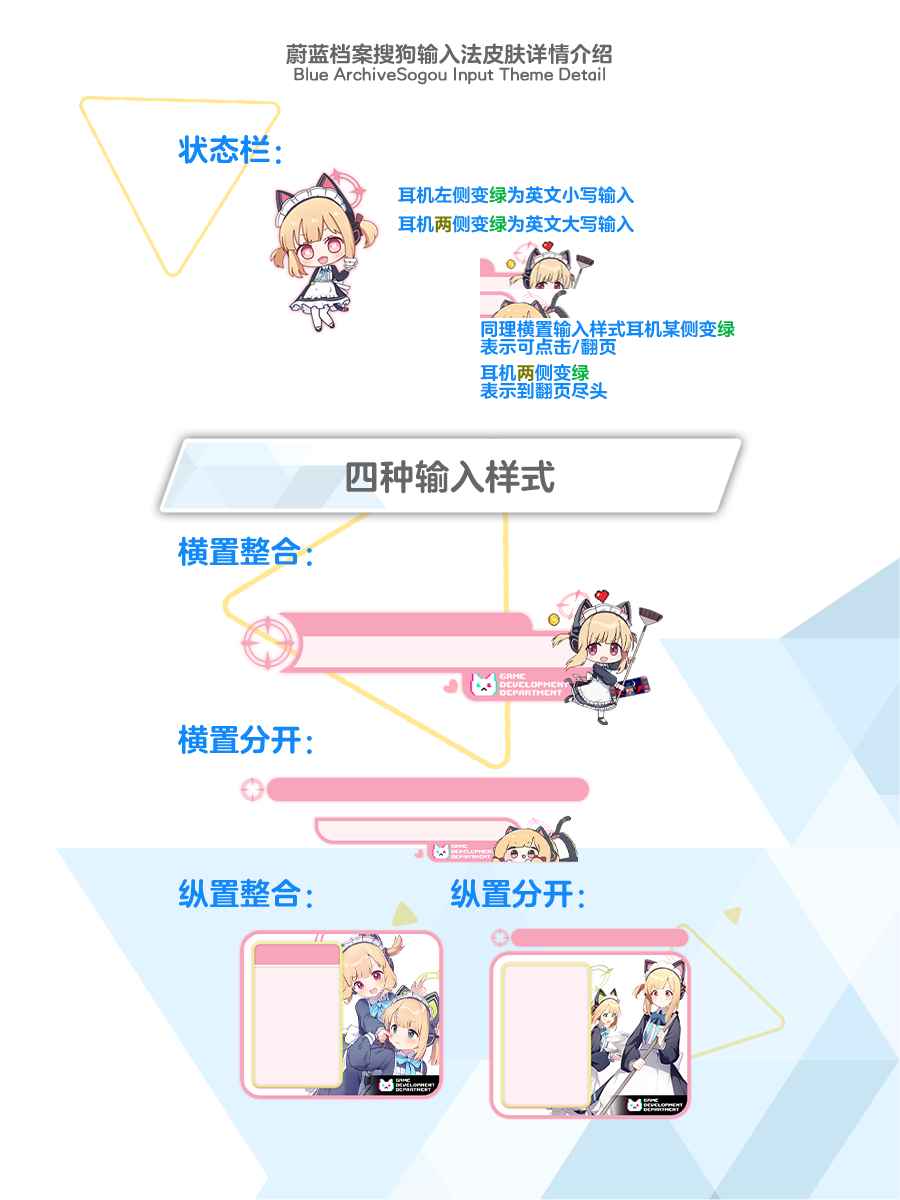 蔚蓝档案搜狗输入法皮肤详情介绍
Blue ArchiveSogou Input Theme Detail
状态栏：
耳机左侧变绿为英文小写输入
耳机两侧变绿为英文大写输入
同理横置输入样式耳机某侧变绿
表示可点击/翻页
耳机两侧变绿
表示到翻页尽头
四种输入样式
横置整合：
GAME
DEVELOPMENT
DEPARTMENT
横置分开：
GAME
DEVELOPMENT
DEPARTMENT
纵置整合：
纵置分开：
GAME
DEVELOPMENT
DEPARTMENT
GAME
DEVELOPMENT
DEPARTMENT